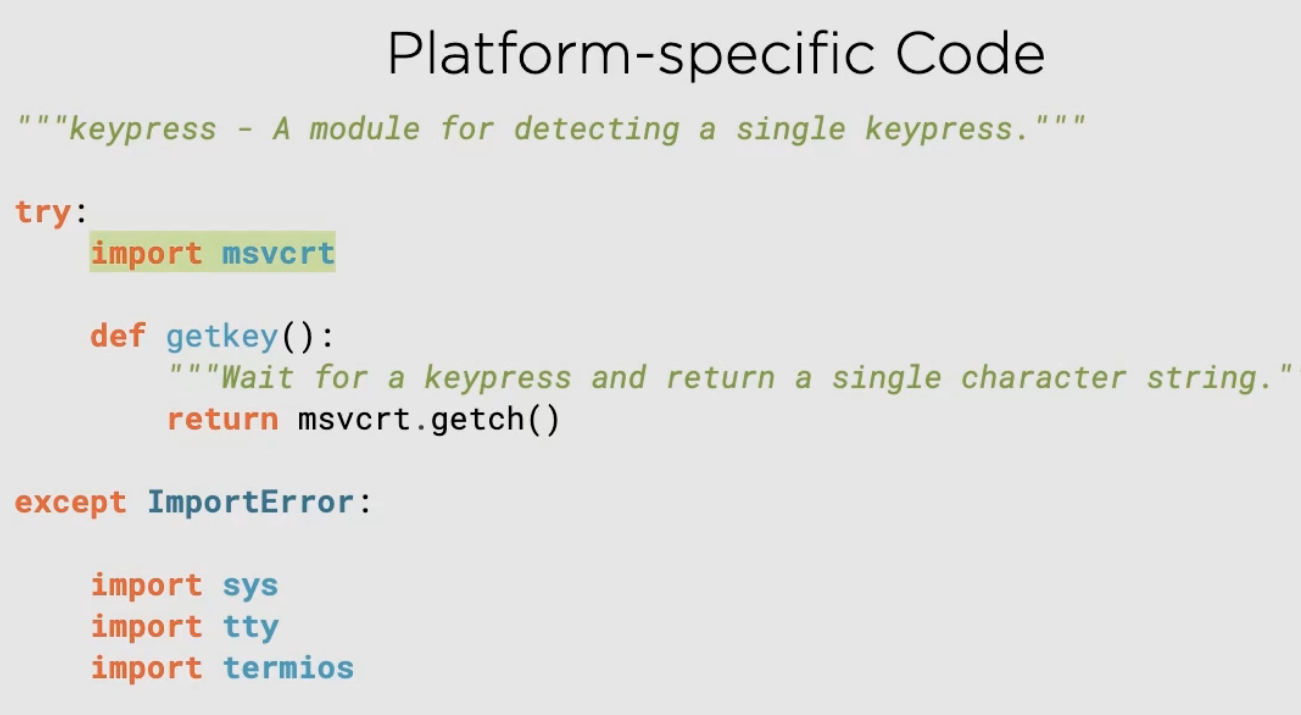 Platform-specific Code
"""keypress - A module for detecting a single keypress."""
try:
    import msvcrt
    def getkey():
        """Wait for a keypress and return a single character string.""
        return msvcrt.getch()
except ImportError:
    import sys
    import tty
    import termios